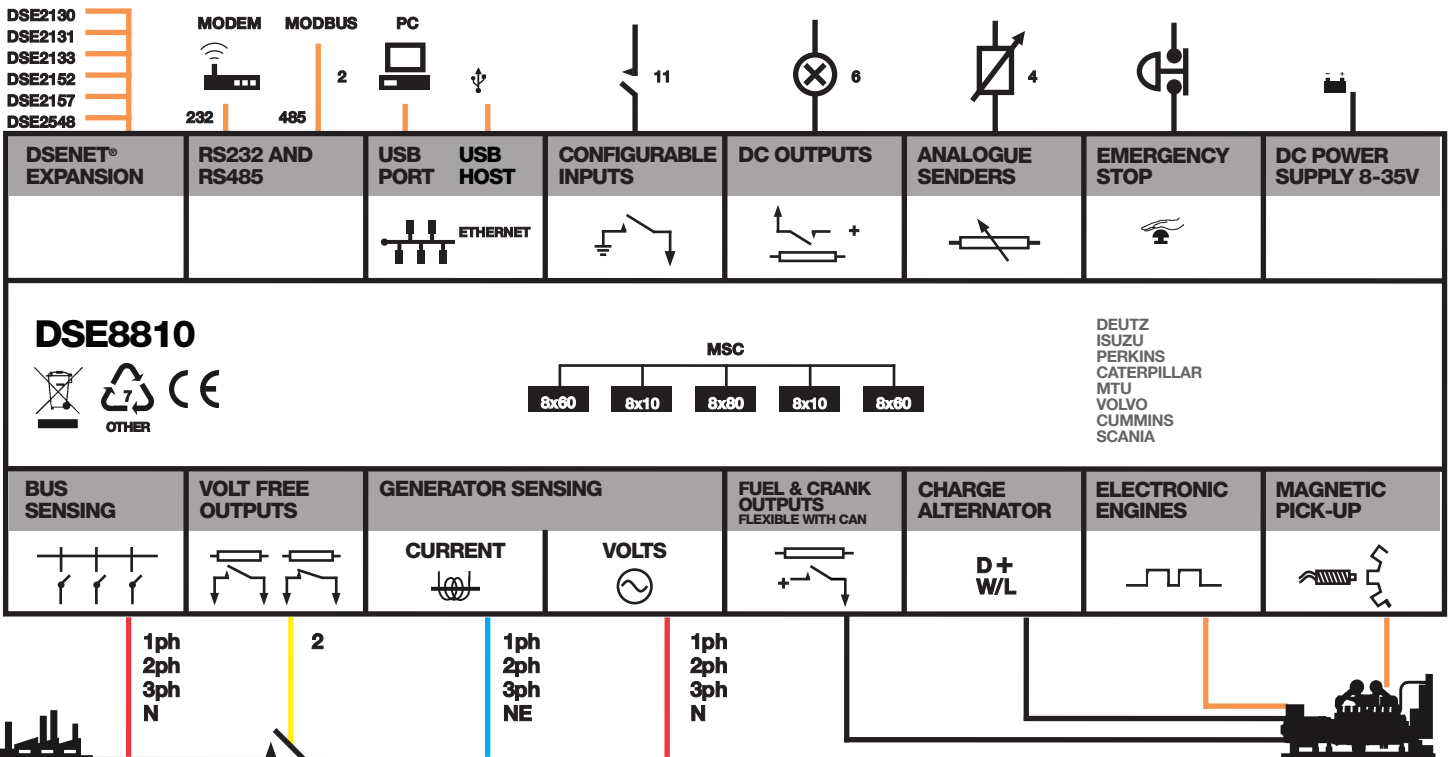 DSE2130
DSE2131
DSE2133
DSE2152
DSE2157
DSE2548
MODEM
232
MODBUS
2
485
PC
11
6
4
- +
DSENET®
EXPANSION
RS232 AND
RS485
USB
PORT
USB
HOST
ETHERNET
CONFIGURABLE
INPUTS
DC OUTPUTS
+
ANALOGUE
SENDERS
EMERGENCY
STOP
DC POWER
SUPPLY 8-35V
DSE8810
7
OTHER
CE
MSC
8x60
8x10
8x80
8x10
8x60
DEUTZ
ISUZU
PERKINS
CATERPILLAR
MTU
VOLVO
CUMMINS
SCANIA
BUS
SENSING
VOLT FREE
OUTPUTS
GENERATOR SENSING
CURRENT
VOLTS
FUEL & CRANK
OUTPUTS
FLEXIBLE WITH CAN
+
CHARGE
ALTERNATOR
D+
W/L
ELECTRONIC
ENGINES
MAGNETIC
PICK-UP
1ph
2ph
3ph
N
2
1ph
2ph
3ph
NE
1ph
2ph
3ph
N